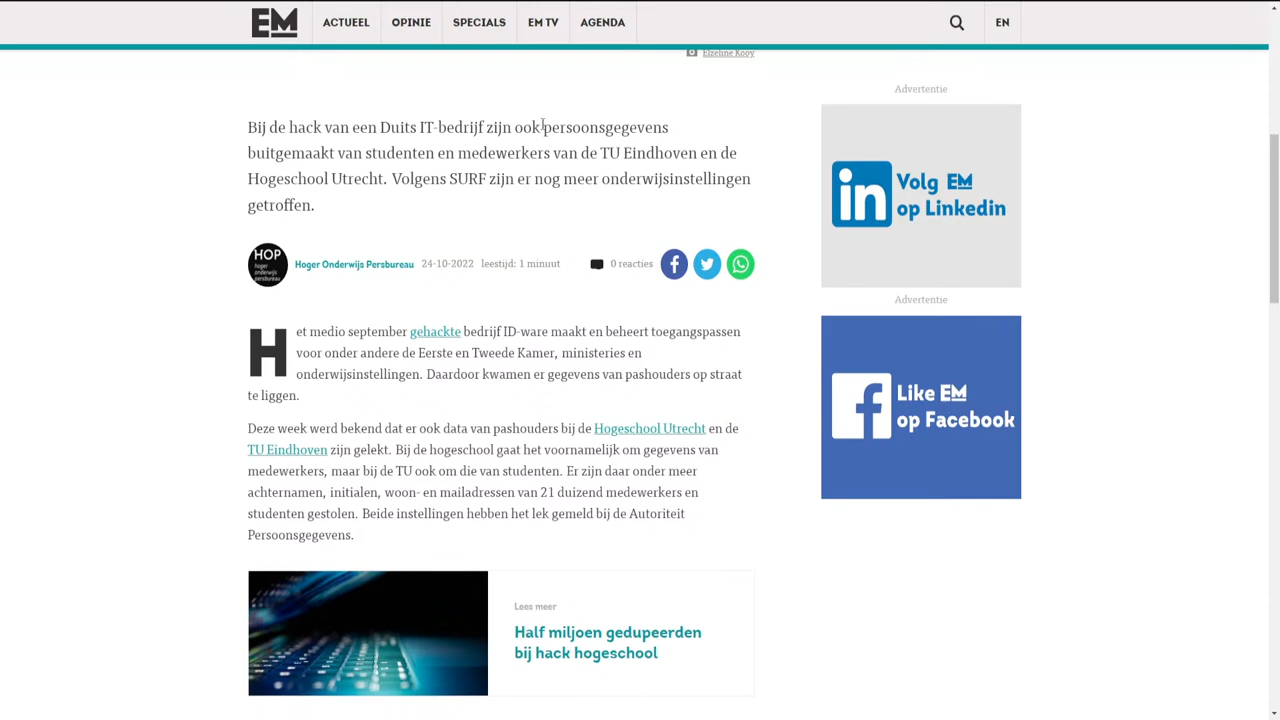 EM ACTUEEL OPINIE SPECIALS EM TV AGENDA EN
Elzeline Kooy
Bij de hack van een Duits IT-bedrijf zijn ook persoonsgegevens
buitgemaakt van studenten en medewerkers van de TU Eindhoven en de
Hogeschool Utrecht. Volgens SURF zijn er nog meer onderwijsinstellingen
getroffen.
HOP
hoger
onderwijs
persbureau
Hoger Onderwijs Persbureau 24-10-2022 leestijd: 1 minuut 0 reacties
Het medio september gehackte bedrijf ID-ware maakt en beheert toegangspassen
voor onder andere de Eerste en Tweede Kamer, ministeries en
onderwijsinstellingen. Daardoor kwamen er gegevens van pashouders op straat
te liggen.
Deze week werd bekend dat er ook data van pashouders bij de Hogeschool Utrecht en de
TU Eindhoven zijn gelekt. Bij de hogeschool gaat het voornamelijk om gegevens van
medewerkers, maar bij de TU ook om die van studenten. Er zijn daar onder meer
achternamen, initialen, woon- en mailadressen van 21 duizend medewerkers en
studenten gestolen. Beide instellingen hebben het lek gemeld bij de Autoriteit
Persoonsgegevens.
Lees meer
Half miljoen gedupeerden
bij hack hogeschool
Advertentie
in Volg EM
op Linkedin
Advertentie
Like EM
op Facebook